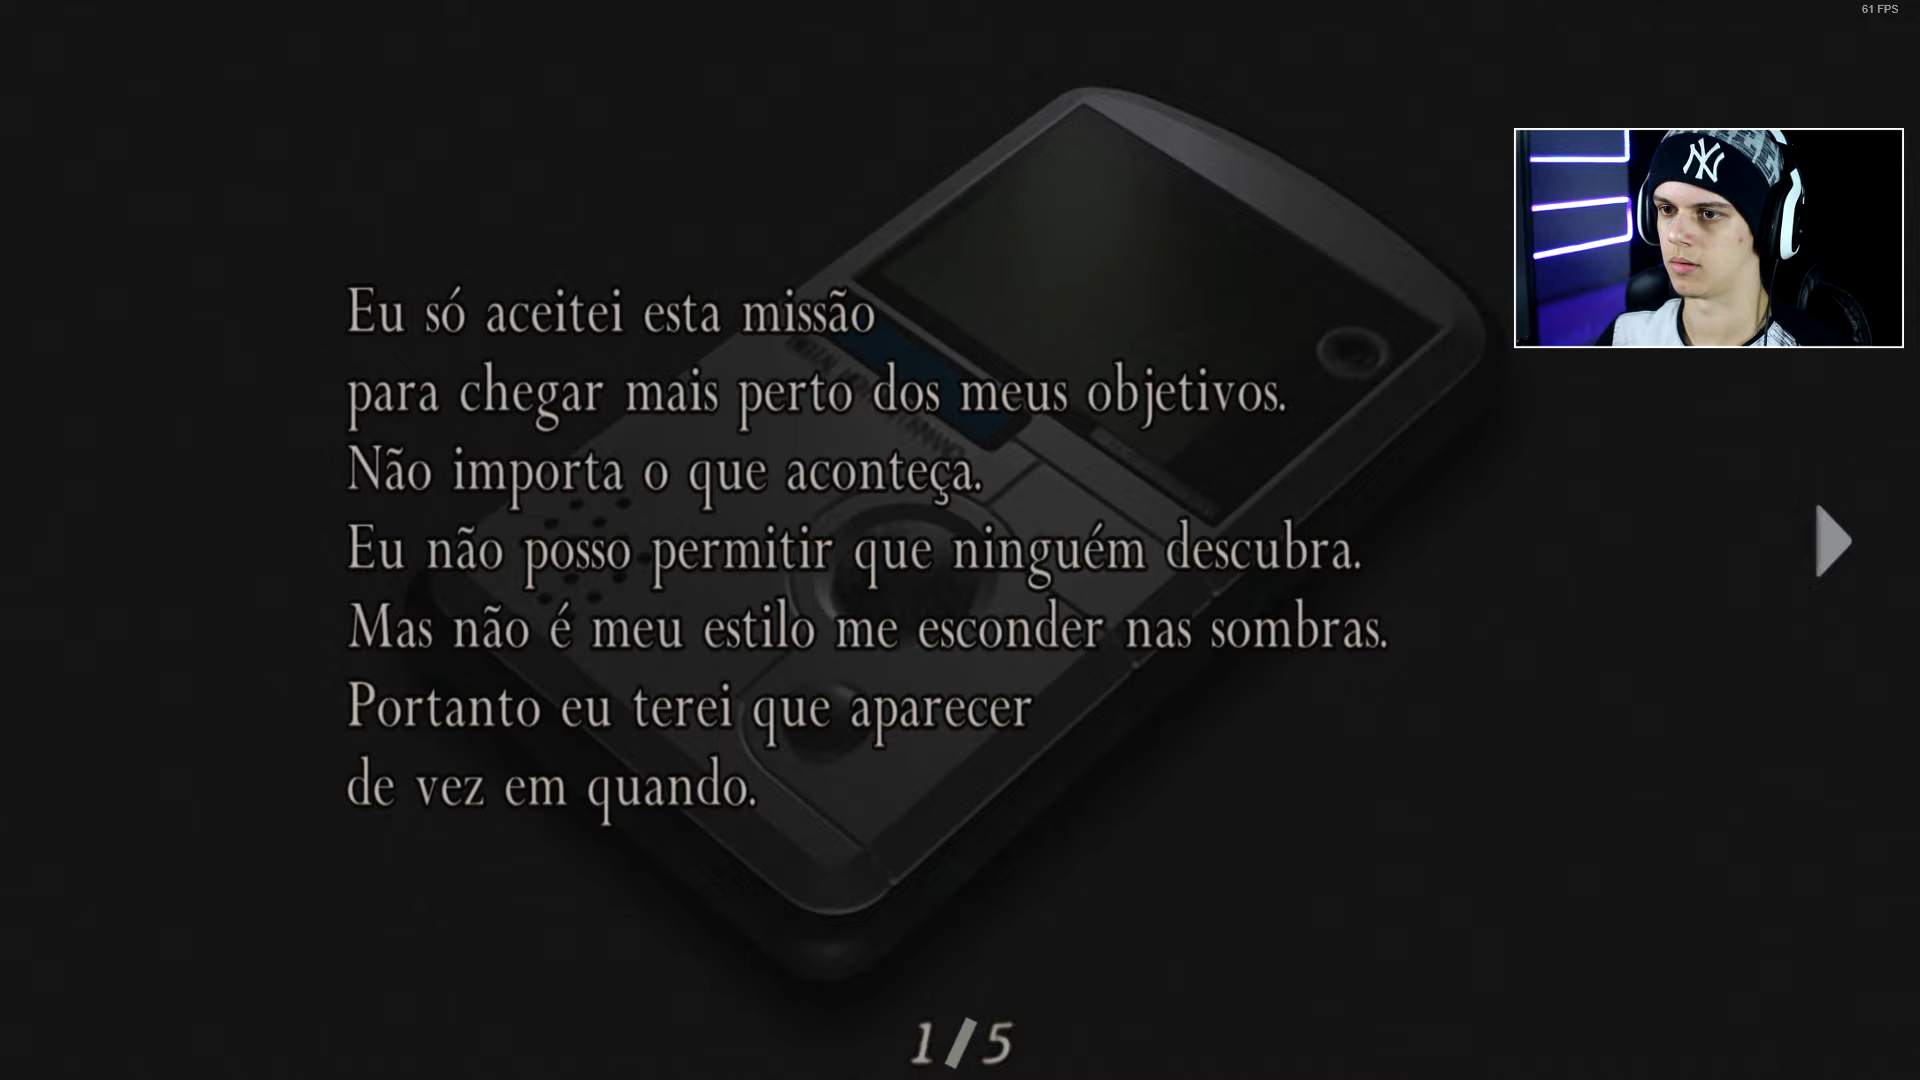 61 FPS
NY
Eu só aceitei esta missão
para chegar mais perto dos meus objetivos.
Não importa o que aconteça.
Eu não posso permitir que ninguém descubra.
Mas não é meu estilo me esconder nas sombras.
Portanto eu terei que aparecer
de vez em quando.
1/5